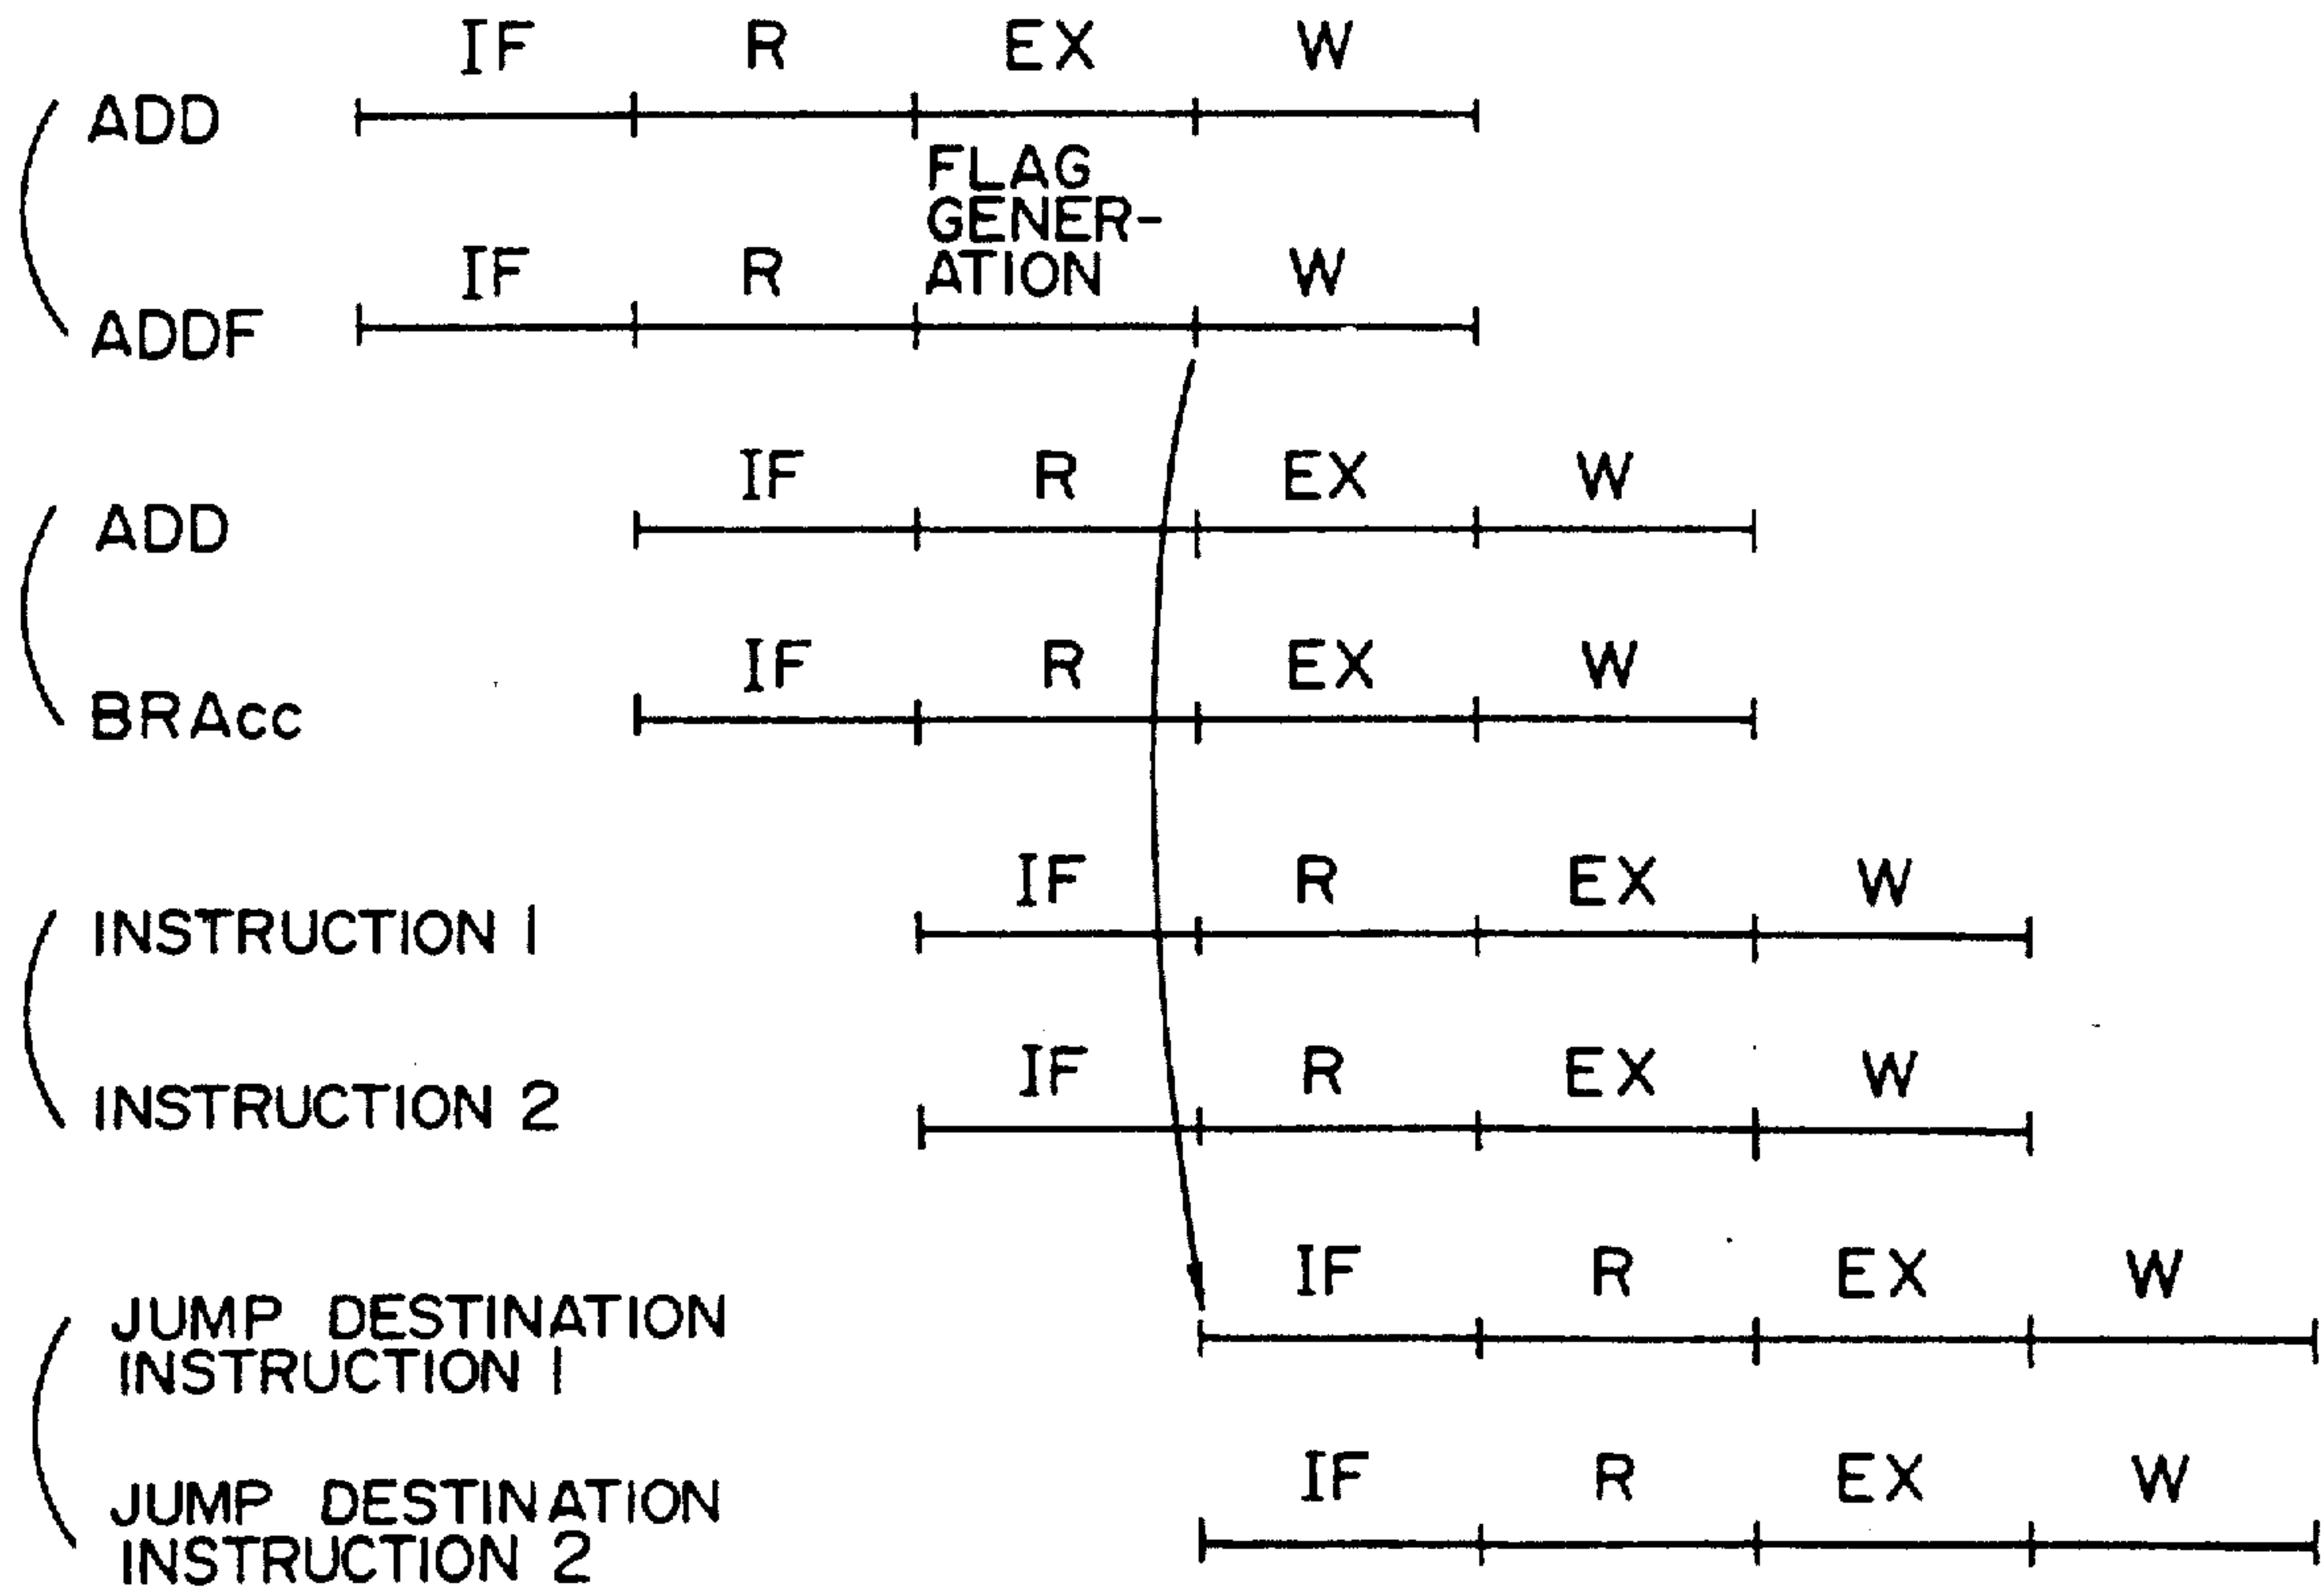 IF R EX W
ADD
FLAG
GENER-
IF R ATION W
ADDF
IF R EX W
ADD
IF R EX W
BRAcc
IF R EX W
INSTRUCTION 1
IF R EX W
INSTRUCTION 2
IF R EX W
JUMP DESTINATION
INSTRUCTION 1
IF R EX W
JUMP DESTINATION
INSTRUCTION 2